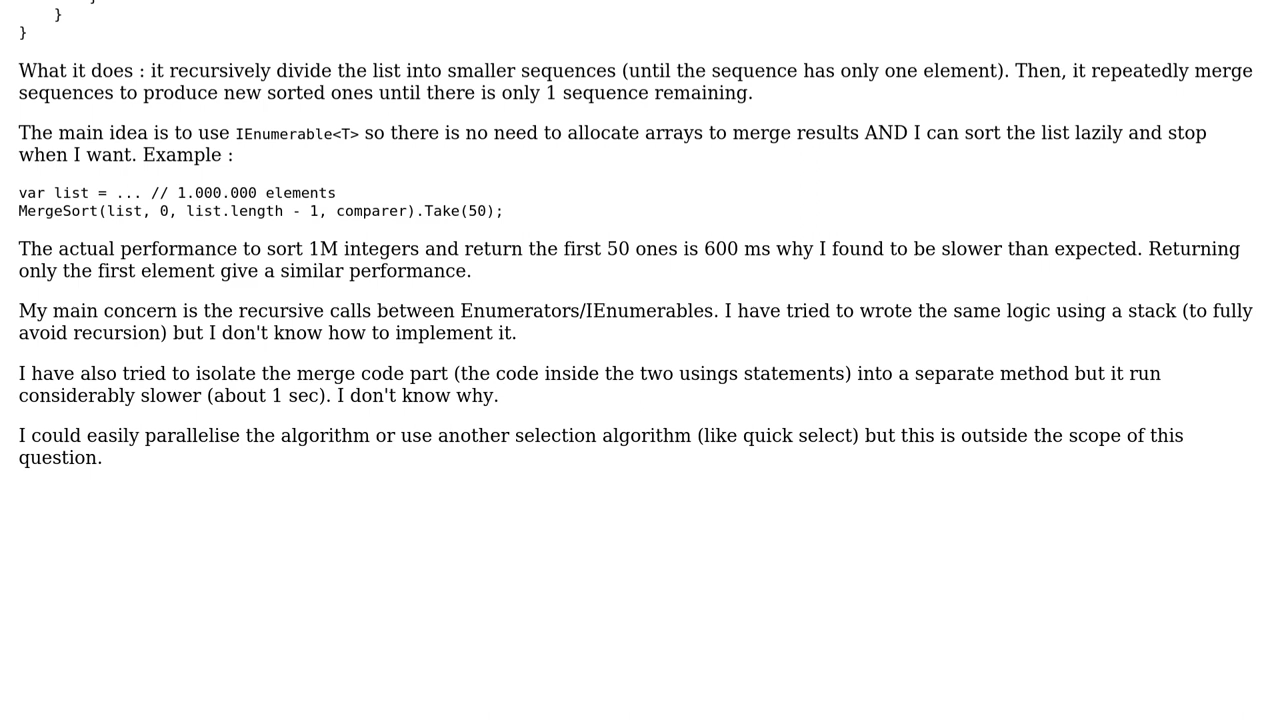 }
}
What it does : it recursively divide the list into smaller sequences (until the sequence has only one element). Then, it repeatedly merge
sequences to produce new sorted ones until there is only 1 sequence remaining.
The main idea is to use IEnumerable<T> so there is no need to allocate arrays to merge results AND I can sort the list lazily and stop
when I want. Example :
var list = ... // 1.000.000 elements
MergeSort(list, 0, list.length - 1, comparer).Take(50);
The actual performance to sort 1M integers and return the first 50 ones is 600 ms why I found to be slower than expected. Returning
only the first element give a similar performance.
My main concern is the recursive calls between Enumerators/IEnumerables. I have tried to wrote the same logic using a stack (to fully
avoid recursion) but I don't know how to implement it.
I have also tried to isolate the merge code part (the code inside the two usings statements) into a separate method but it run
considerably slower (about 1 sec). I don't know why.
I could easily parallelise the algorithm or use another selection algorithm (like quick select) but this is outside the scope of this
question.